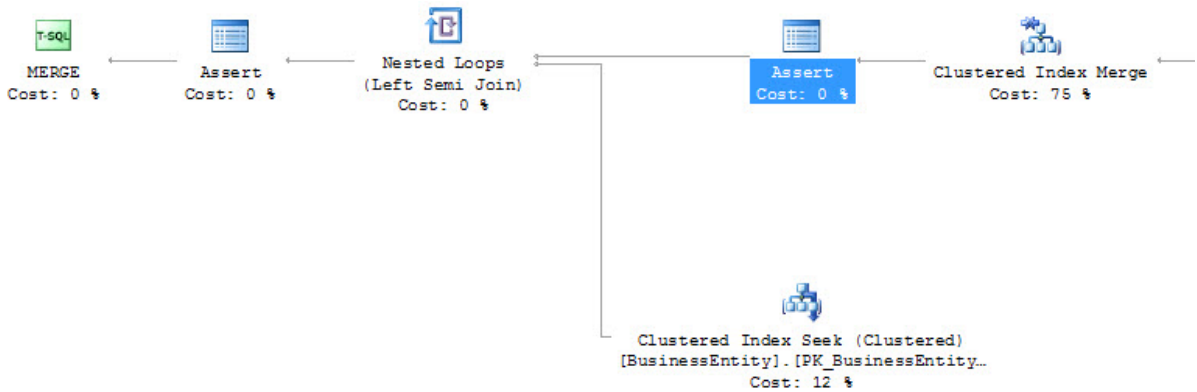 T-SQL
MERGE
Cost: 0 %
Assert
Cost: 0 %
Nested Loops
(Left Semi Join)
Cost: 0 %
Assert
Cost: 0 %
Clustered Index Merge
Cost: 75 %
Clustered Index Seek (Clustered)
[BusinessEntity].[PK_BusinessEntity…
Cost: 12 %